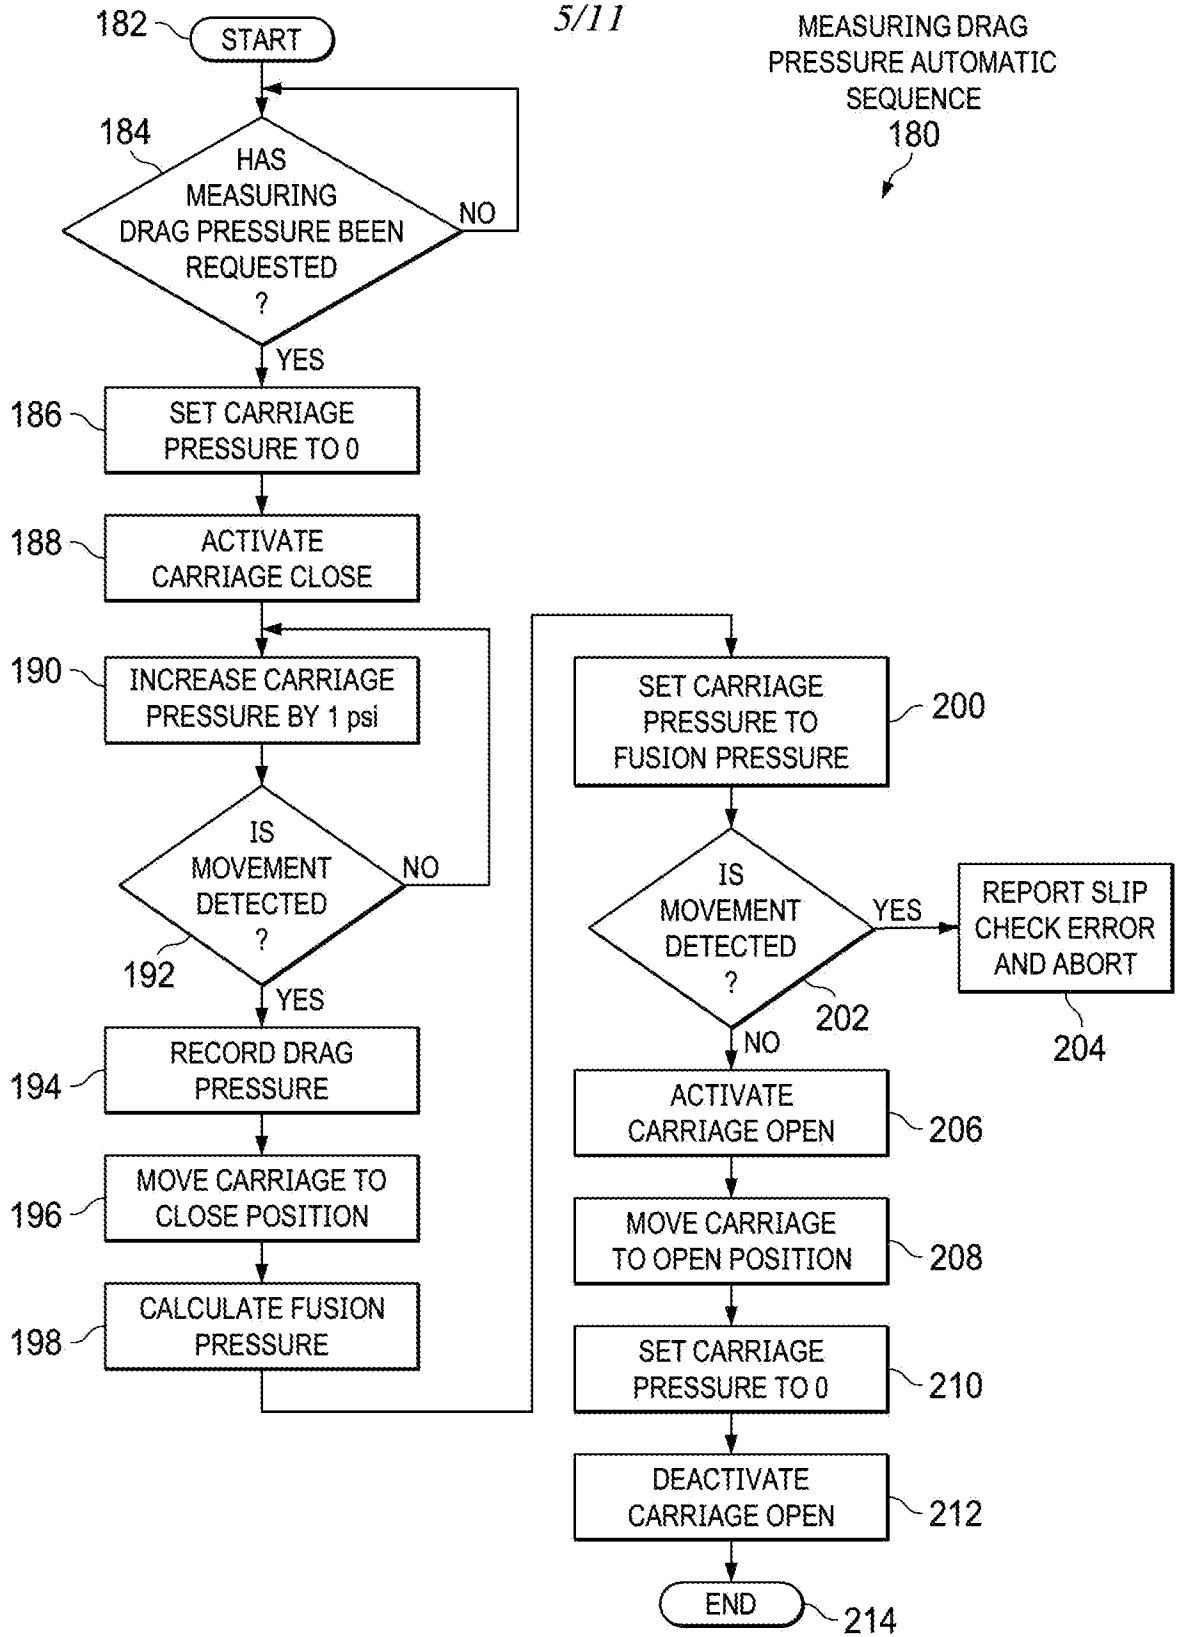 5/11
MEASURING DRAG
PRESSURE AUTOMATIC
SEQUENCE
180
182
START
184
HAS
MEASURING
DRAG PRESSURE BEEN
REQUESTED
?
NO
YES
186
SET CARRIAGE
PRESSURE TO 0
188
ACTIVATE
CARRIAGE CLOSE
190
INCREASE CARRIAGE
PRESSURE BY 1 psi
IS
MOVEMENT
DETECTED
?
NO
192
YES
194
RECORD DRAG
PRESSURE
196
MOVE CARRIAGE TO
CLOSE POSITION
198
CALCULATE FUSION
PRESSURE
SET CARRIAGE
PRESSURE TO
FUSION PRESSURE
200
IS
MOVEMENT
DETECTED
?
YES
202
NO
REPORT SLIP
CHECK ERROR
AND ABORT
204
ACTIVATE
CARRIAGE OPEN
206
MOVE CARRIAGE
TO OPEN POSITION
208
SET CARRIAGE
PRESSURE TO 0
210
DEACTIVATE
CARRIAGE OPEN
212
END
214